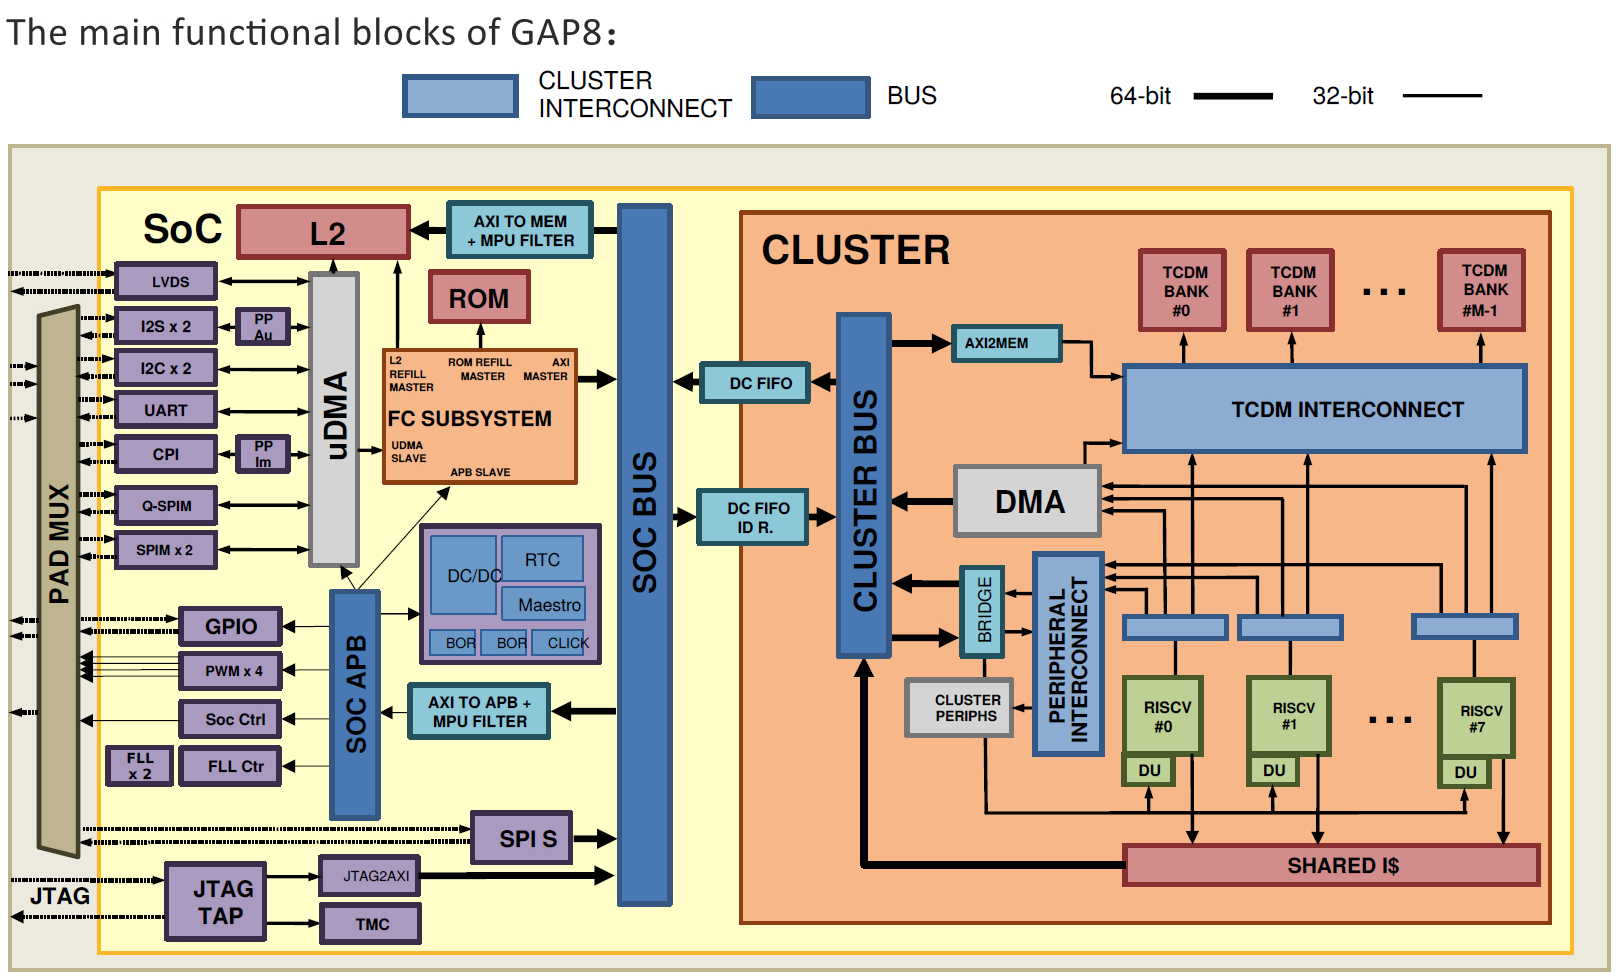 The main functional blocks of GAP8：
CLUSTER
INTERCONNECT
BUS
64-bit
32-bit
SoC
L2
AXI TO MEM
+ MPU FILTER
CLUSTER
LVDS
I2S x 2
PP
Au
I2C x 2
UART
CPI
PP
Im
Q-SPIM
SPIM x 2
PAD MUX
uDMA
ROM
L2
REFILL
MASTER
ROM REFILL
MASTER
AXI
MASTER
FC SUBSYSTEM
UDMA
SLAVE
APB SLAVE
SOC BUS
DC FIFO
DC FIFO
ID R.
CLUSTER BUS
AXI2MEM
TCDM
BANK
#0
TCDM
BANK
#1
...
TCDM
BANK
#M-1
TCDM INTERCONNECT
DMA
BRIDGE
PERIPHERAL
INTERCONNECT
CLUSTER
PERIPHS
RISCV
#0
DU
RISCV
#1
DU
...
RISCV
#7
DU
SHARED I$
DC/DC
RTC
Maestro
BOR
BOR
CLICK
GPIO
PWM x 4
Soc Ctrl
FLL
x 2
FLL Ctr
SOC APB
AXI TO APB +
MPU FILTER
SPI S
JTAG
JTAG
TAP
JTAG2AXI
TMC